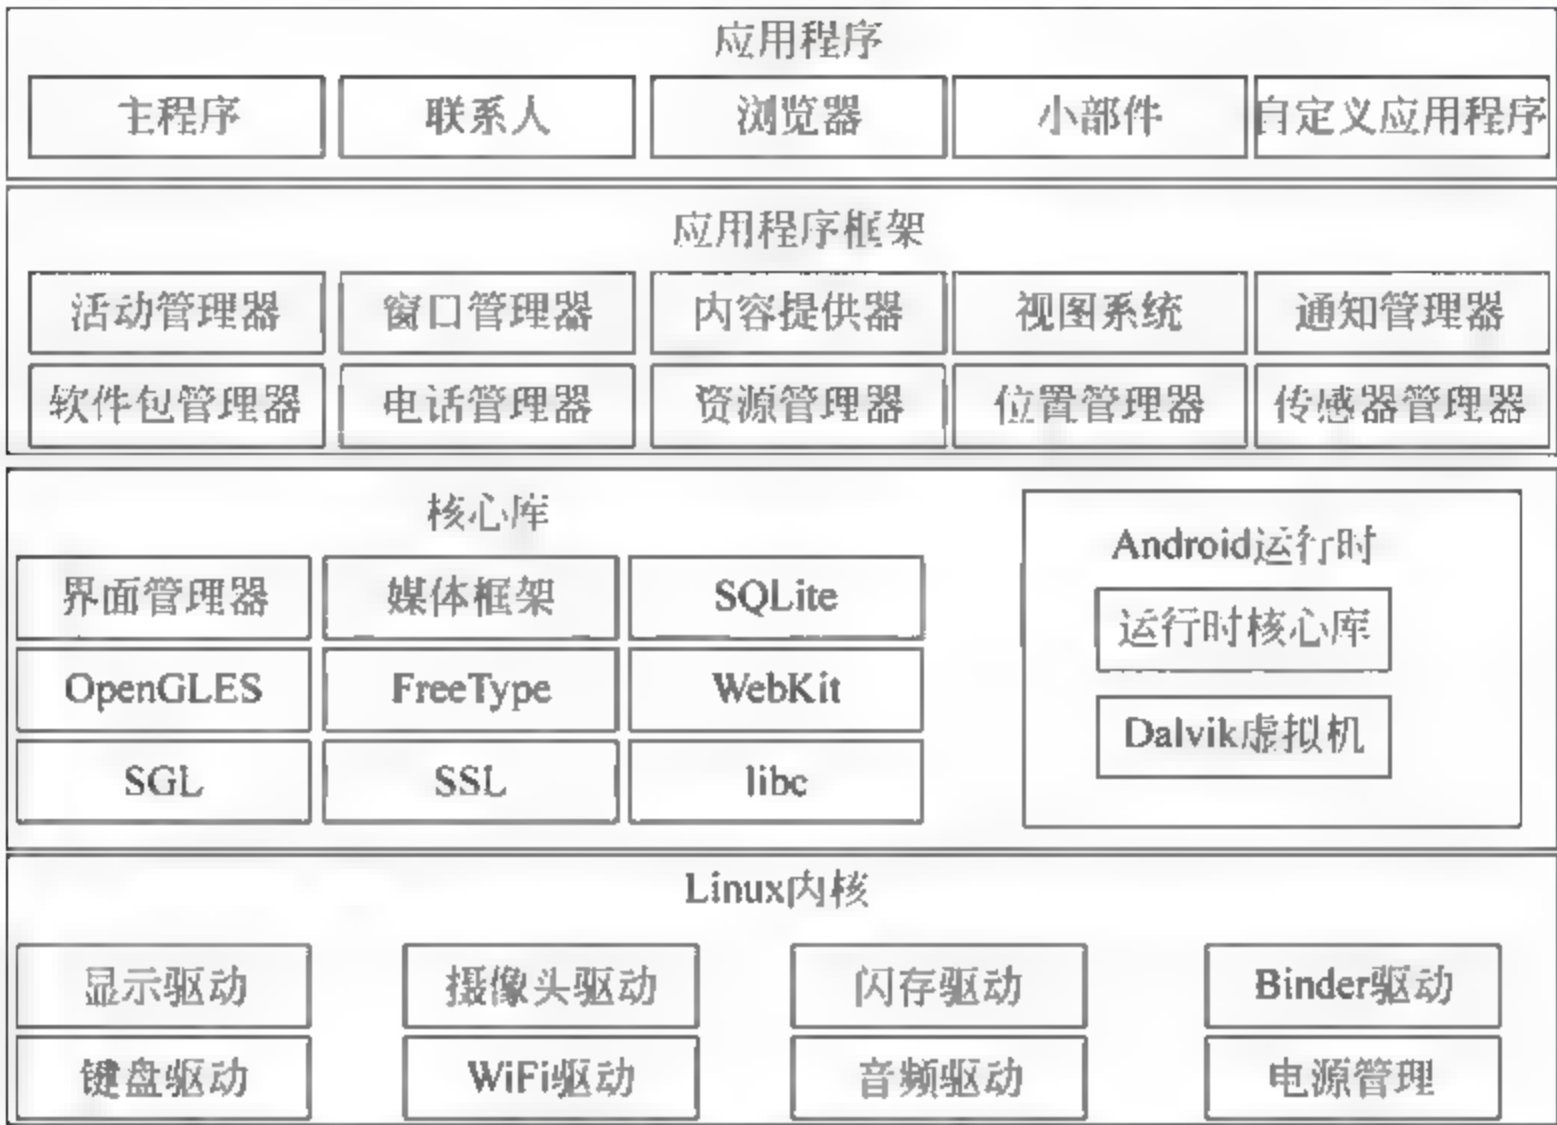 应用程序
主程序 联系人 浏览器 小部件 自定义应用程序
应用程序框架
活动管理器 窗口管理器 内容提供器 视图系统 通知管理器
软件包管理器 电话管理器 资源管理器 位置管理器 传感器管理器
核心库
界面管理器 媒体框架 SQLite
OpenGLES FreeType WebKit
SGL SSL libc
Android运行时
运行时核心库
Dalvik虚拟机
Linux内核
显示驱动 摄像头驱动 闪存驱动 Binder驱动
键盘驱动 WiFi驱动 音频驱动 电源管理